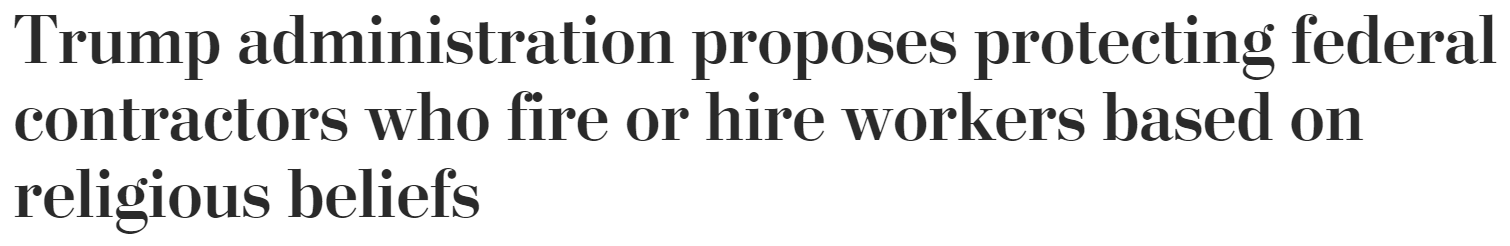 Trump administration proposes protecting federal
contractors who fire or hire workers based on
religious beliefs